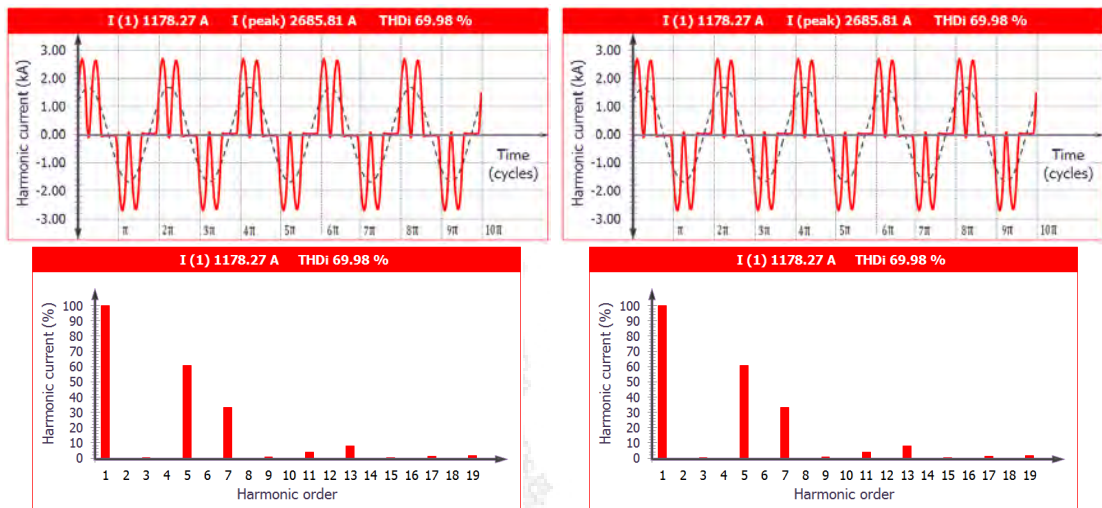 I (1) 1178.27 A I (peak) 2685.81 A THDi 69.98 %
Harmonic current (kA)
3.00
2.00
1.00
0.00
-1.00
-2.00
-3.00
Time
(cycles)
π 2π 3π 4π 5π 6π 7π 8π 9π 10π
I (1) 1178.27 A I (peak) 2685.81 A THDi 69.98 %
Harmonic current (kA)
3.00
2.00
1.00
0.00
-1.00
-2.00
-3.00
Time
(cycles)
π 2π 3π 4π 5π 6π 7π 8π 9π 10π
I (1) 1178.27 A THDi 69.98 %
Harmonic current (%)
100
90
80
70
60
50
40
30
20
10
0
1 2 3 4 5 6 7 8 9 10 11 12 13 14 15 16 17 18 19
Harmonic order
I (1) 1178.27 A THDi 69.98 %
Harmonic current (%)
100
90
80
70
60
50
40
30
20
10
0
1 2 3 4 5 6 7 8 9 10 11 12 13 14 15 16 17 18 19
Harmonic order